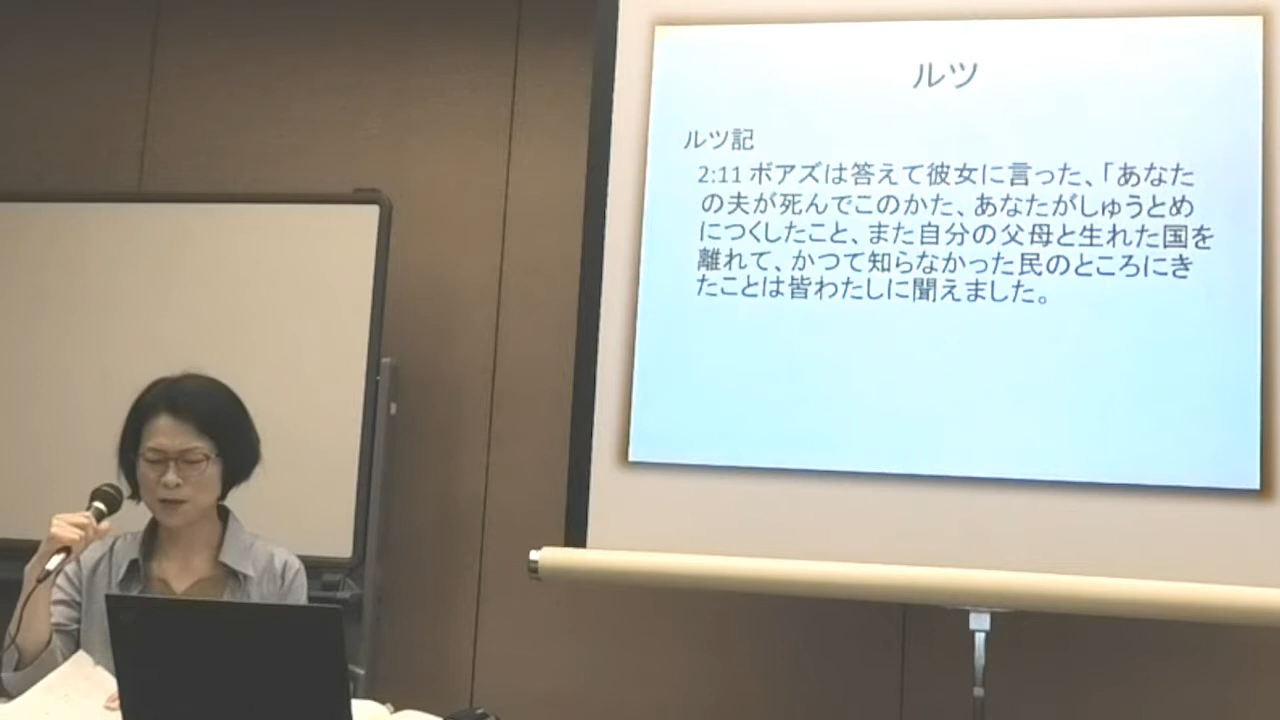 ルツ
ルツ記
2:11 ボアズは答えて彼女に言った、「あなた
の夫が死んでこのかた、あなたがしゅうとめ
につくしたこと、また自分の父母と生れた国を
離れて、かつて知らなかった民のところにき
たことは皆わたしに聞えました。